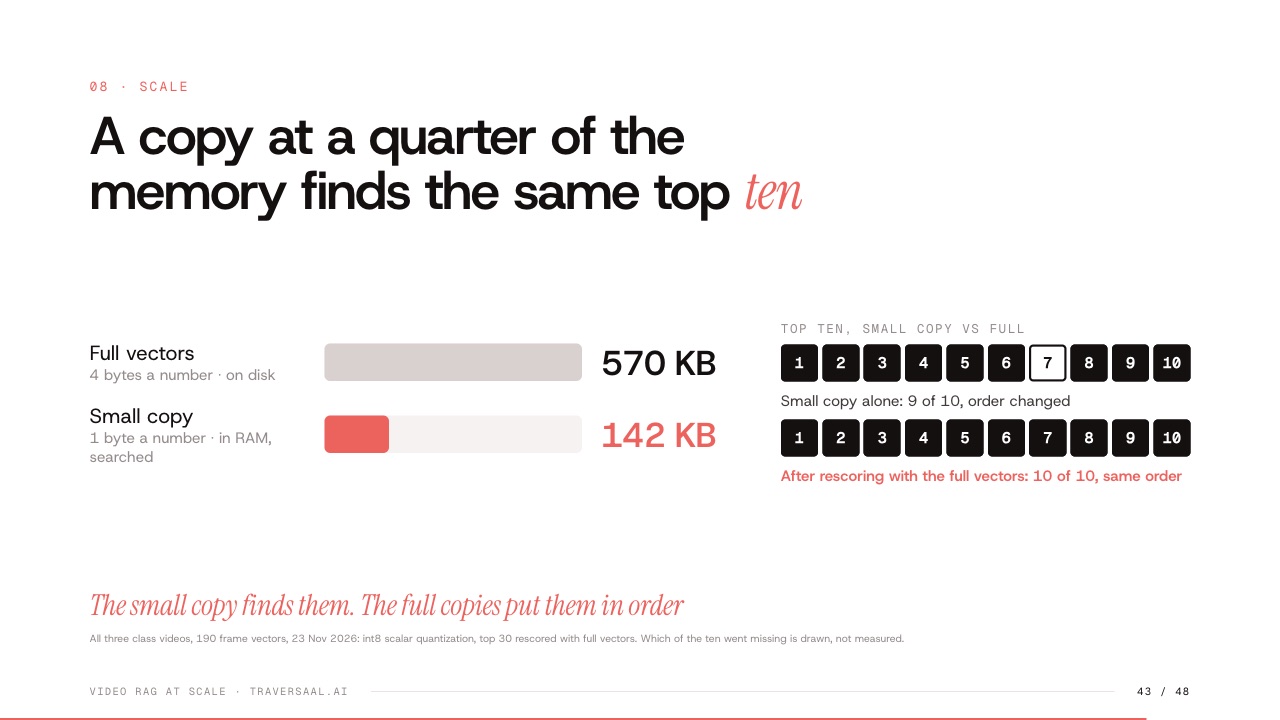 08 · SCALE
A copy at a quarter of the
memory finds the same top ten
Full vectors
4 bytes a number · on disk
570 KB
Small copy
1 byte a number · in RAM,
searched
142 KB
TOP TEN, SMALL COPY VS FULL
1 2 3 4 5 6 7 8 9 10
Small copy alone: 9 of 10, order changed
1 2 3 4 5 6 7 8 9 10
After rescoring with the full vectors: 10 of 10, same order
The small copy finds them. The full copies put them in order
All three class videos, 190 frame vectors, 23 Nov 2026: int8 scalar quantization, top 30 rescored with full vectors. Which of the ten went missing is drawn, not measured.
VIDEO RAG AT SCALE · TRAVERSAAL.AI
43 / 48